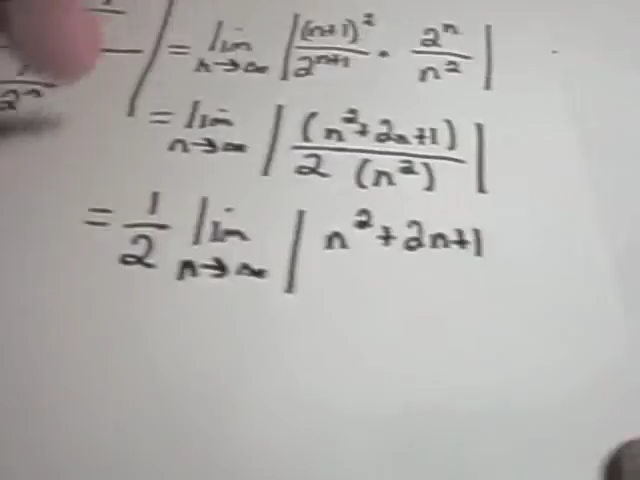 = lim n→∞ | (n+1)² / 2ⁿ⁺¹ · 2ⁿ / n² |
2ⁿ
= lim n→∞ | (n²+2n+1) / 2 (n²) |
= 1/2 lim n→∞ | n²+2n+1